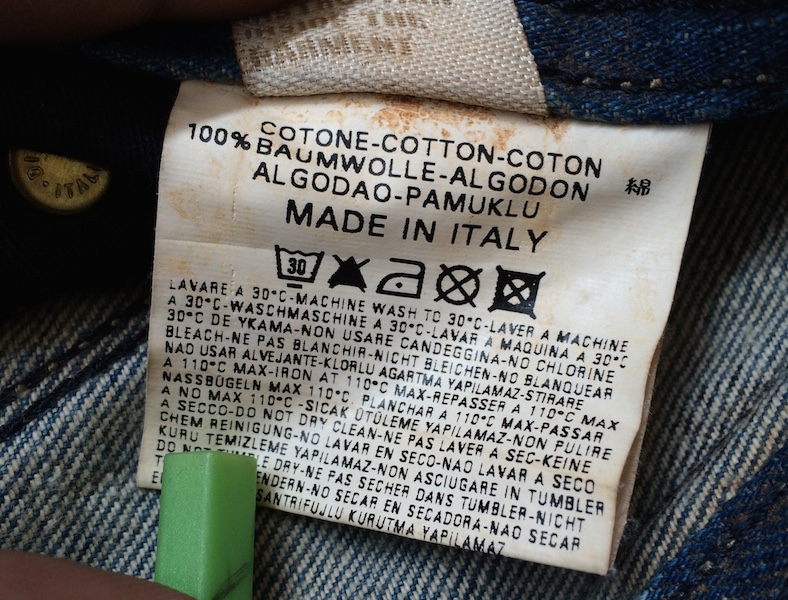 GARMENT
ITALY
COTONE-COTTON-COTON
100% BAUMWOLLE-ALGODON
ALGODAO-PAMUKLU
綿
MADE IN ITALY
30
LAVARE A 30°C-MACHINE WASH TO 30°C-LAVER A MACHINE
A 30°C-WASCHMASCHINE A 30°C-LAVAR A MAQUINA A 30°C
30°C DE YKAMA-NON USARE CANDEGGINA-NO CHLORINE
BLEACH-NE PAS BLANCHIR-NICHT BLEICHEN-NO BLANQUEAR
NAO USAR ALVEJANTE-KLORLU AGARTMA YAPILAMAZ-STIRARE
A 110°C MAX-IRON AT 110°C MAX-REPASSER A 110°C MAX
NASSBÜGELN MAX 110°C. PLANCHAR A 110°C MAX-PASSAR
A NO MAX 110°C-SICAK ÜTÜLEME YAPILAMAZ-NON PULIRE
A SECCO-DO NOT DRY CLEAN-NE PAS LAVER A SEC-KEINE
CHEM REINIGUNG-NO LAVAR EN SECO-NAO LAVAR A SECO
KURU TEMIZLEME YAPILAMAZ-NON ASCIUGARE IN TUMBLER
DRY-NE PAS SECHER DANS TUMBLER-NICHT
-NO SECAR EN SECADORA-NAO SECAR
KURUTMA YAPILAMAZ